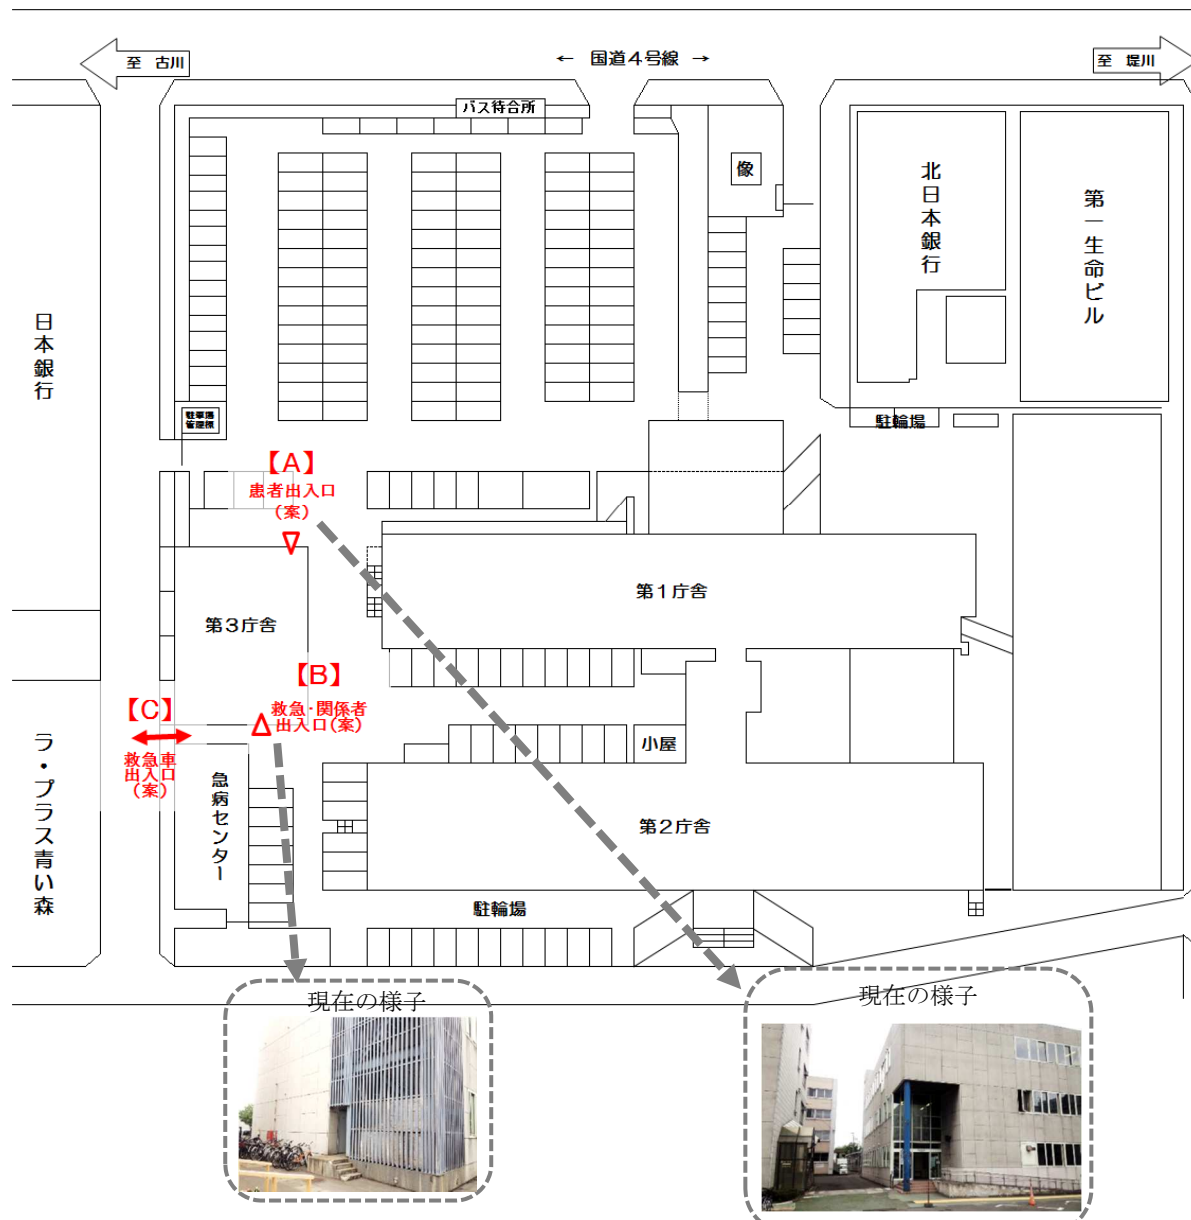 至 古川
← 国道4号線 →
至 堤川
バス待合所
像
北日本銀行
第一生命ビル
日本銀行
駐車場
管理棟
駐輪場
【A】
患者出入口
（案）
第1庁舎
第3庁舎
【B】
救急・関係者
出入口（案）
【C】
救急車
出入口
（案）
小屋
ラ・プラス青い森
急病センター
第2庁舎
駐輪場
現在の様子
現在の様子